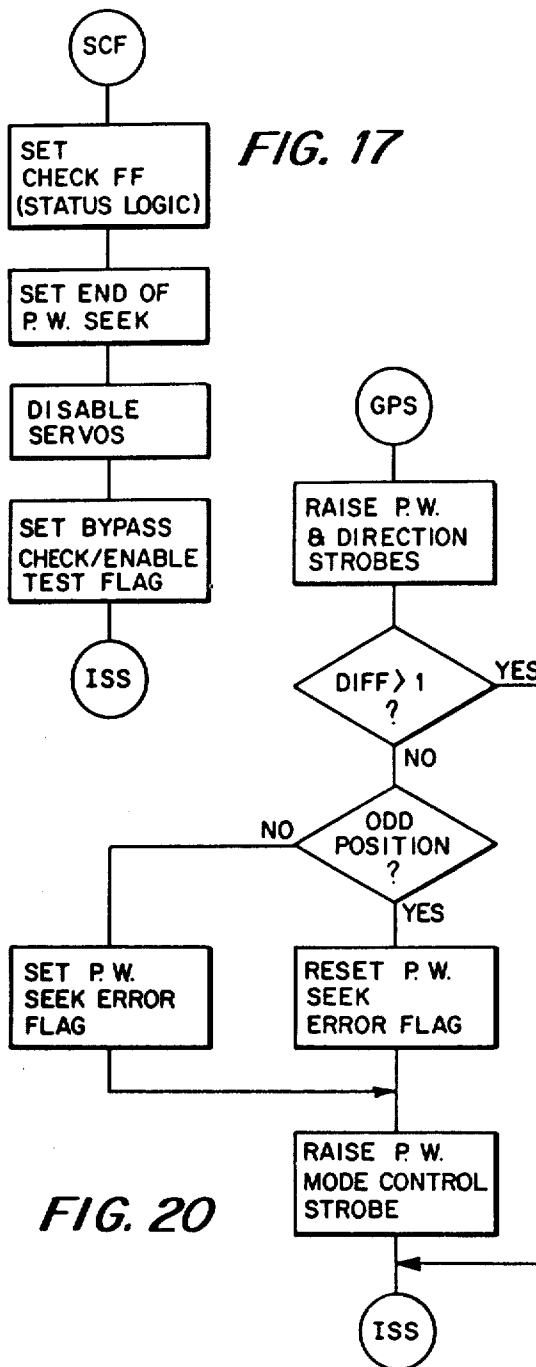 SCF
FIG. 17
SET
CHECK FF
(STATUS LOGIC)
SET END OF
P.W. SEEK
DISABLE
SERVOS
SET BYPASS
CHECK/ENABLE
TEST FLAG
ISS
GPS
RAISE P.W.
& DIRECTION
STROBES
DIFF > 1
?
YES
NO
ODD
POSITION
?
NO
YES
SET P.W.
SEEK ERROR
FLAG
RESET P.W.
SEEK
ERROR FLAG
RAISE P.W.
MODE CONTROL
STROBE
FIG. 20
ISS